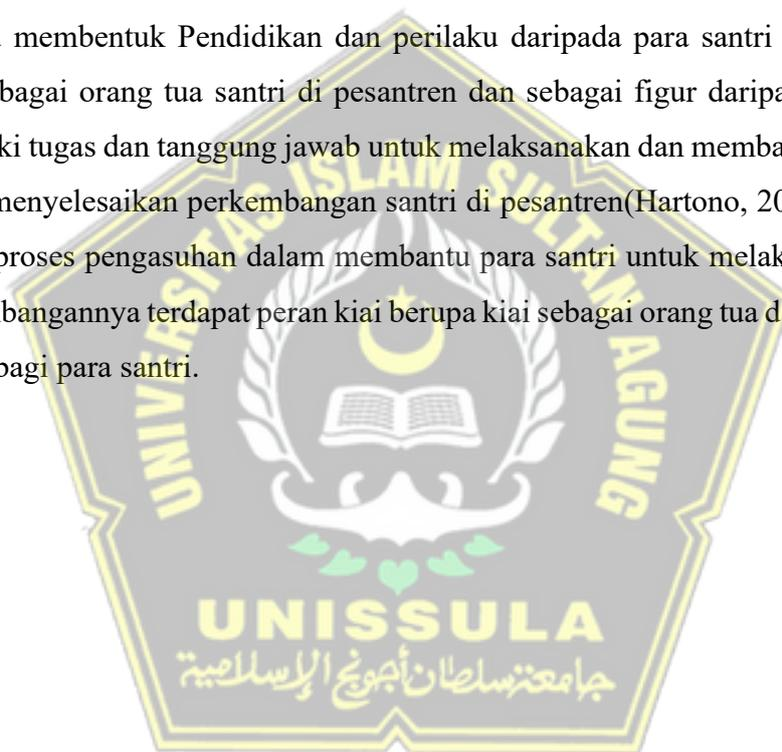 membentuk Pendidikan dan perilaku daripada para santri
bagai orang tua santri di pesantren dan sebagai figur daripa
ki tugas dan tanggung jawab untuk melaksanakan dan memba
menyelesaikan perkembangan santri di pesantren(Hartono, 20
proses pengasuhan dalam membantu para santri untuk melak
bangannya terdapat peran kiai berupa kiai sebagai orang tua d
bagi para santri.
UNIVERSITAS ISLAM SULTAN AGUNG
UNISSULA
جامعة سلطان أجونج الإسلامية